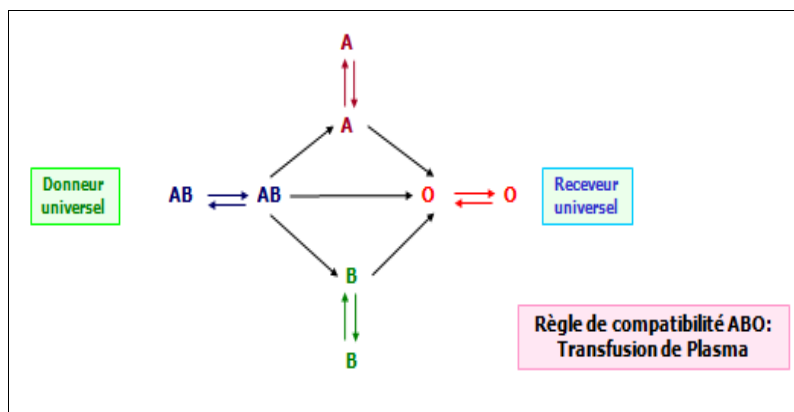 A
A
Donneur
universel
AB
AB
O
O
Receveur
universel
B
B
Règle de compatibilité ABO:
Transfusion de Plasma